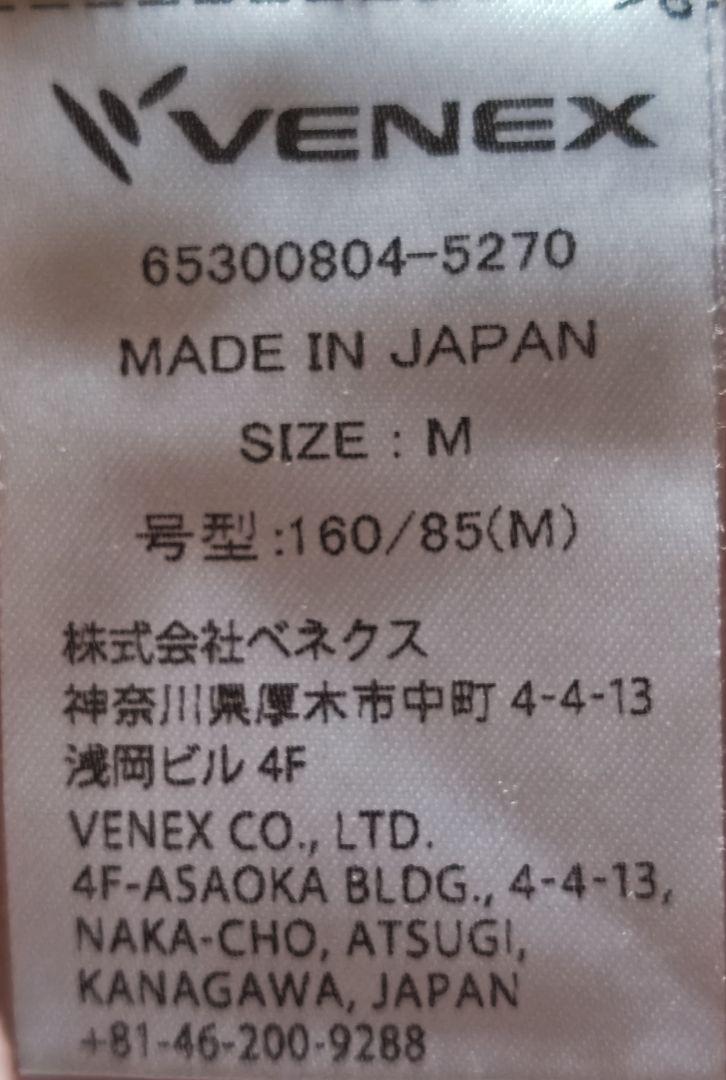 VENEX
65300804-5270
MADE IN JAPAN
SIZE : M
号型:160/85(M)
株式会社ベネクス
神奈川県厚木市中町 4-4-13
浅岡ビル 4F
VENEX CO., LTD.
4F-ASAOKA BLDG., 4-4-13,
NAKA-CHO, ATSUGI,
KANAGAWA, JAPAN
+81-46-200-9288